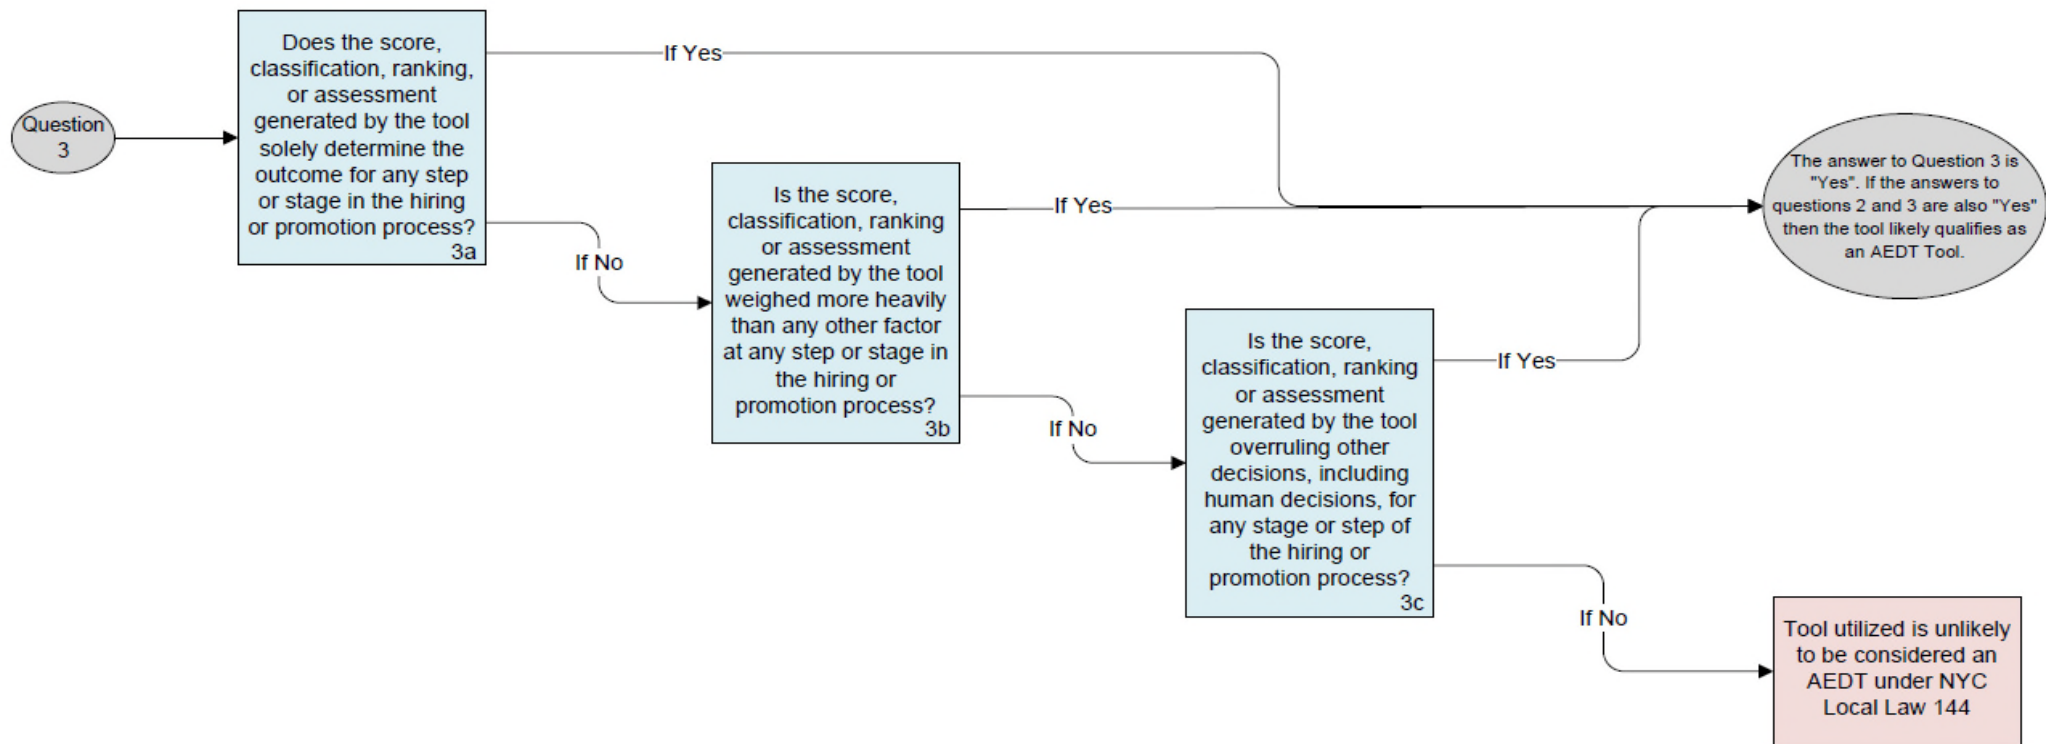 Question
3
Does the score,
classification, ranking,
or assessment
generated by the tool
solely determine the
outcome for any step
or stage in the hiring
or promotion process?
3a
If Yes
If No
Is the score,
classification, ranking
or assessment
generated by the tool
weighed more heavily
than any other factor
at any step or stage in
the hiring or
promotion process?
3b
If Yes
If No
Is the score,
classification, ranking
or assessment
generated by the tool
overruling other
decisions, including
human decisions, for
any stage or step of
the hiring or
promotion process?
3c
If Yes
If No
The answer to Question 3 is
"Yes". If the answers to
questions 2 and 3 are also "Yes"
then the tool likely qualifies as
an AEDT Tool.
Tool utilized is unlikely
to be considered an
AEDT under NYC
Local Law 144